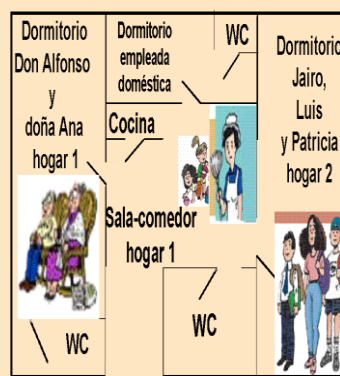 Dormitorio
Don Alfonso
y
doña Ana
hogar 1
WC
Dormitorio
empleada
doméstica
WC
Cocina
Sala-comedor
hogar 1
WC
Dormitorio
Jairo,
Luis
y Patricia
hogar 2